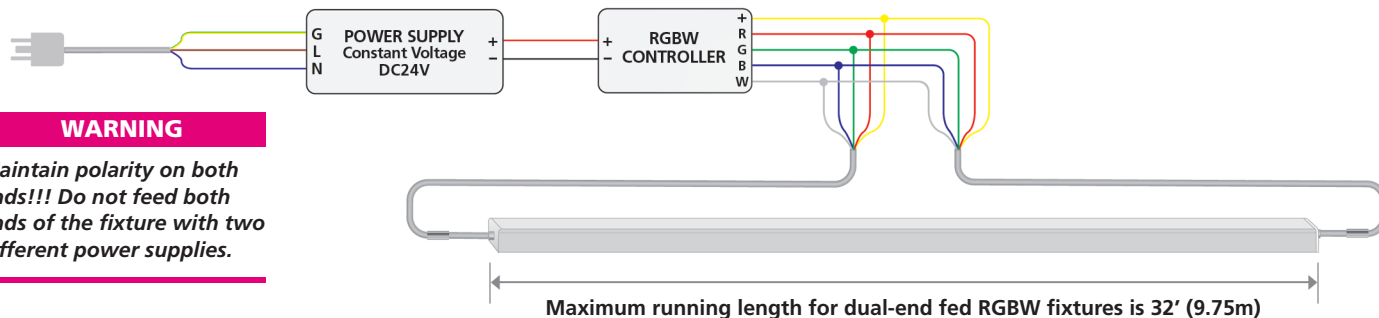 G
L
N
POWER SUPPLY
Constant Voltage
DC24V
+
−
+
−
RGBW
CONTROLLER
+
R
G
B
W
WARNING
aintain polarity on both
nds!!! Do not feed both
nds of the fixture with two
ifferent power supplies.
Maximum running length for dual-end fed RGBW fixtures is 32’ (9.75m)